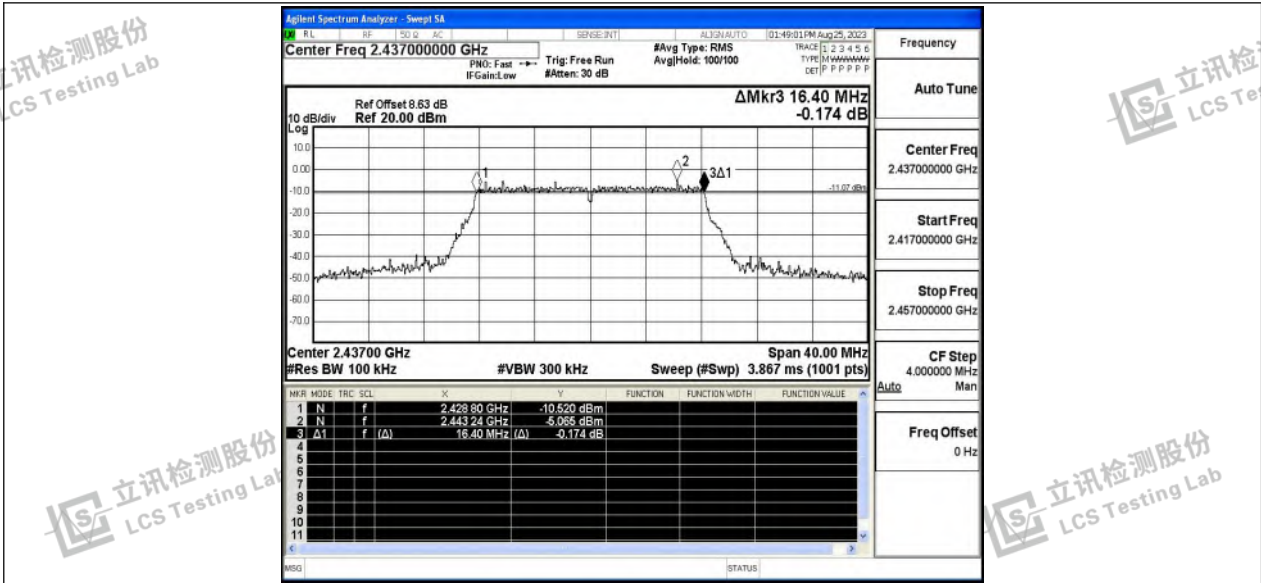 Agilent Spectrum Analyzer - Swept SA
RL RF 50 Ω AC SENSE:INT ALIGNAUTO 01:49:01PM Aug 25, 2023
Center Freq 2.437000000 GHz
PNO: Fast
IFGain:Low
Trig: Free Run
#Atten: 30 dB
#Avg Type: RMS
Avg|Hold: 100/100
TRACE 1 2 3 4 5 6
TYPE M WWWWW
DET P P P P P P
Ref Offset 8.63 dB
Ref 20.00 dBm
10 dB/div
Log
ΔMkr3 16.40 MHz
-0.174 dB
10.0
0.00
-10.0
-20.0
-30.0
-40.0
-50.0
-60.0
-70.0
1
2
3Δ1
-11.07 dBm
Center 2.43700 GHz
Span 40.00 MHz
#Res BW 100 kHz
#VBW 300 kHz
Sweep (#Swp) 3.867 ms (1001 pts)
MKR MODE TRC SCL X Y FUNCTION FUNCTION WIDTH FUNCTION VALUE
1 N f 2.428 80 GHz -10.520 dBm
2 N f 2.443 24 GHz -5.065 dBm
3 Δ1 f (Δ) 16.40 MHz (Δ) -0.174 dB
4
5
6
7
8
9
10
11
MSG
STATUS
Frequency
Auto Tune
Center Freq
2.437000000 GHz
Start Freq
2.417000000 GHz
Stop Freq
2.457000000 GHz
CF Step
4.000000 MHz
Auto Man
Freq Offset
0 Hz
立讯检测股份
LCS Testing Lab
立讯检
LCS Tes
立讯检测股份
LCS Testing Lab
立讯检测股份
LCS Testing Lab